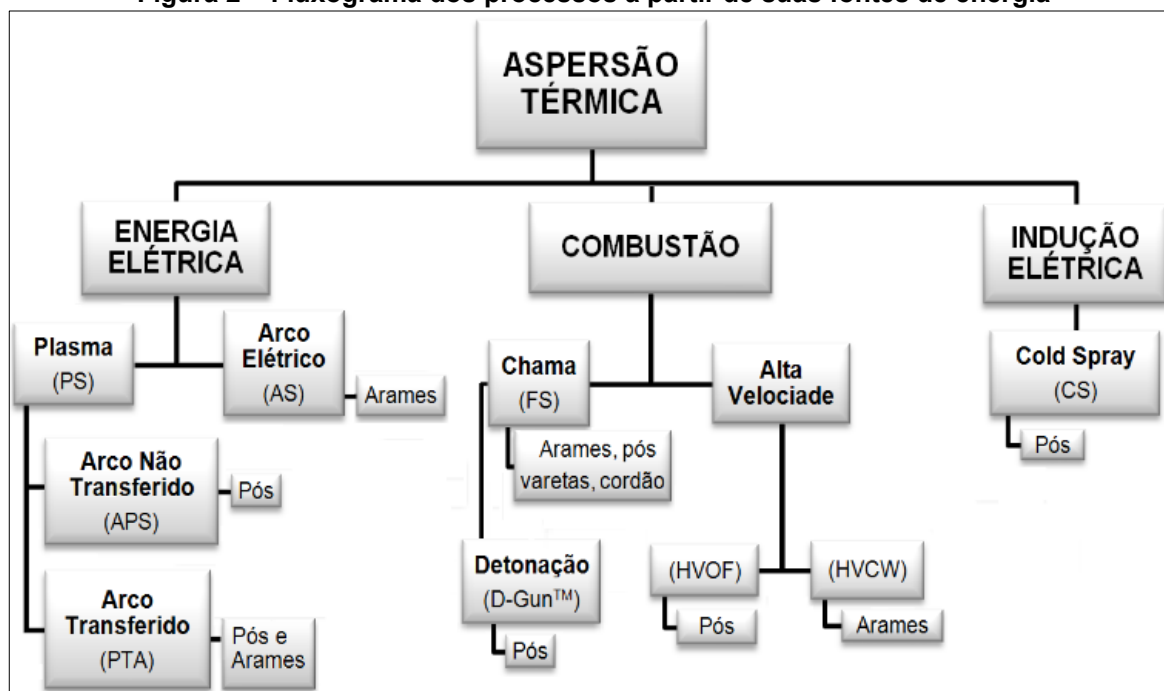 Figura 2 – Fluxograma dos processos a partir de suas fontes de energia
ASPERSÃO
TÉRMICA
ENERGIA
ELÉTRICA
COMBUSTÃO
INDUÇÃO
ELÉTRICA
Plasma
(PS)
Arco
Elétrico
(AS)
Arames
Chama
(FS)
Arames, pós
varetas, cordão
Alta
Velociade
Cold Spray
(CS)
Pós
Arco Não
Transferido
(APS)
Pós
Arco
Transferido
(PTA)
Pós e
Arames
Detonação
(D-Gun™)
Pós
(HVOF)
Pós
(HVCW)
Arames